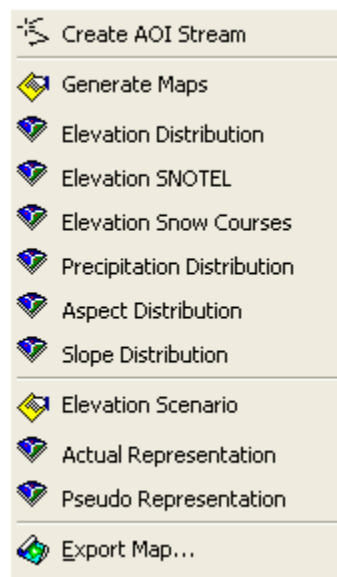 Create AOI Stream
Generate Maps
Elevation Distribution
Elevation SNOTEL
Elevation Snow Courses
Precipitation Distribution
Aspect Distribution
Slope Distribution
Elevation Scenario
Actual Representation
Pseudo Representation
Export Map...